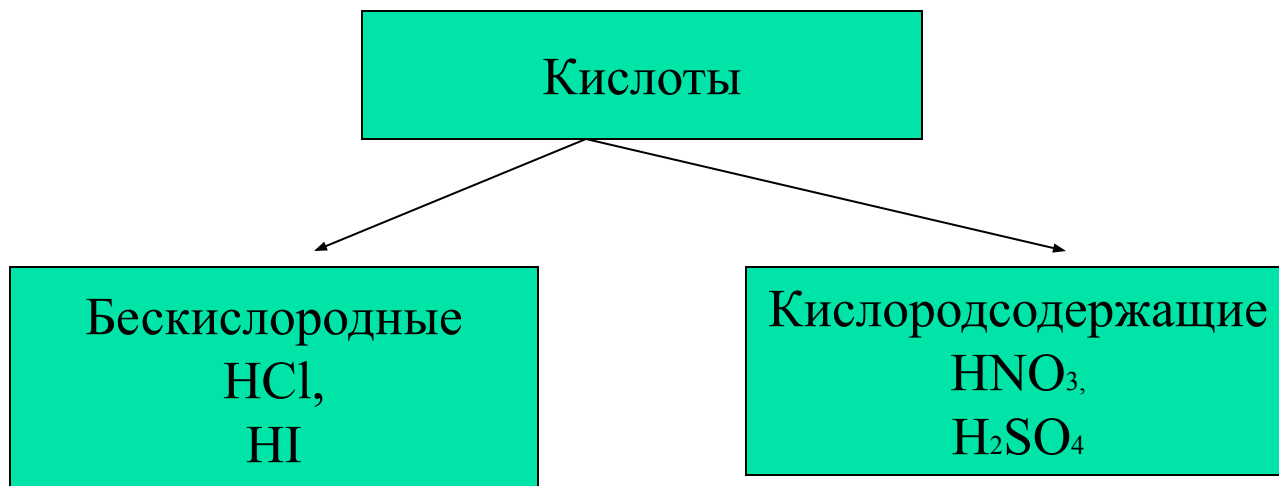 Кислоты
Бескислородные
HCl,
HI
Кислородсодержащие
HNO3,
H2SO4